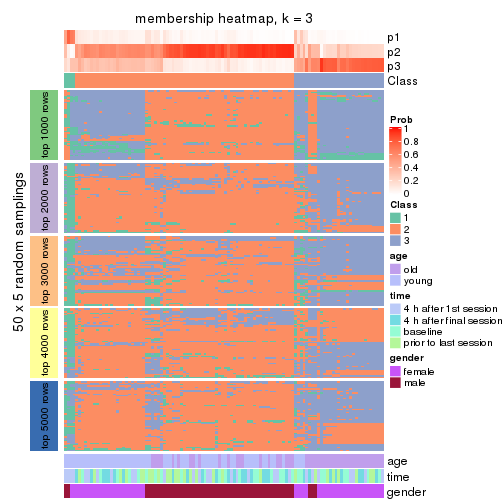 membership heatmap, k = 3
p1
p2
p3
Class
50 x 5 random samplings
top 1000 rows
top 2000 rows
top 3000 rows
top 4000 rows
top 5000 rows
Prob
1
0.8
0.6
0.4
0.2
0
Class
1
2
3
age
old
young
time
4 h after 1st session
4 h after final session
baseline
prior to last session
gender
female
male
age
time
gender